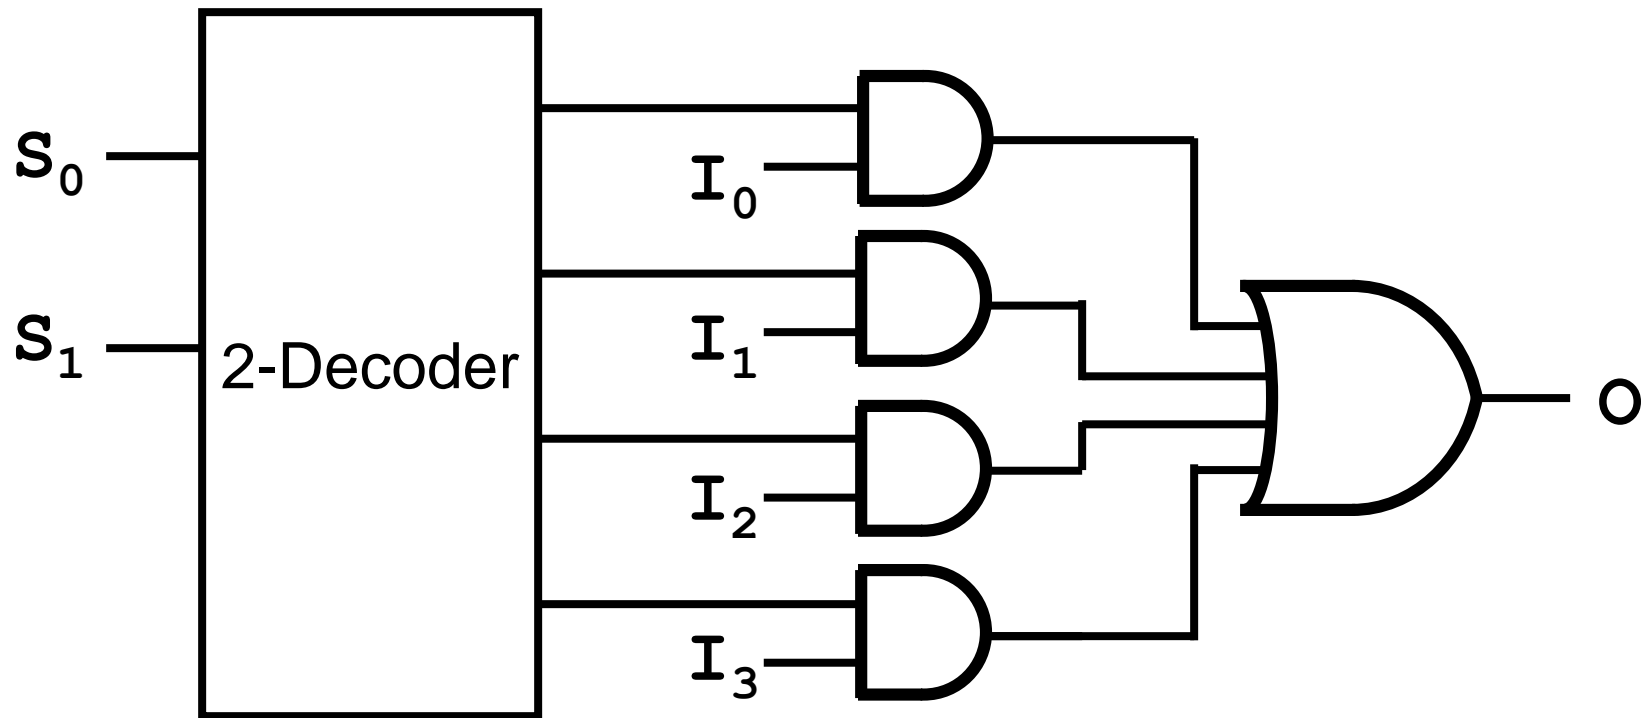 S₀
I₀
S₁
I₁
2-Decoder
O
I₂
I₃